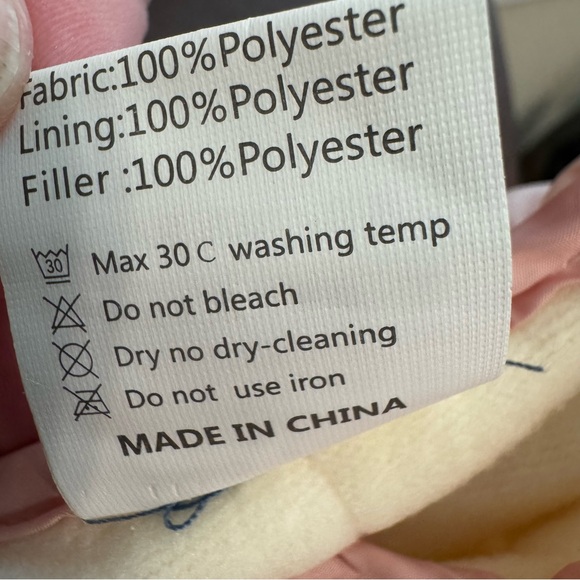 Fabric:100%Polyester
Lining:100%Polyester
Filler :100%Polyester
30 Max 30 C washing temp
Do not bleach
Dry no dry-cleaning
Do not use iron
MADE IN CHINA